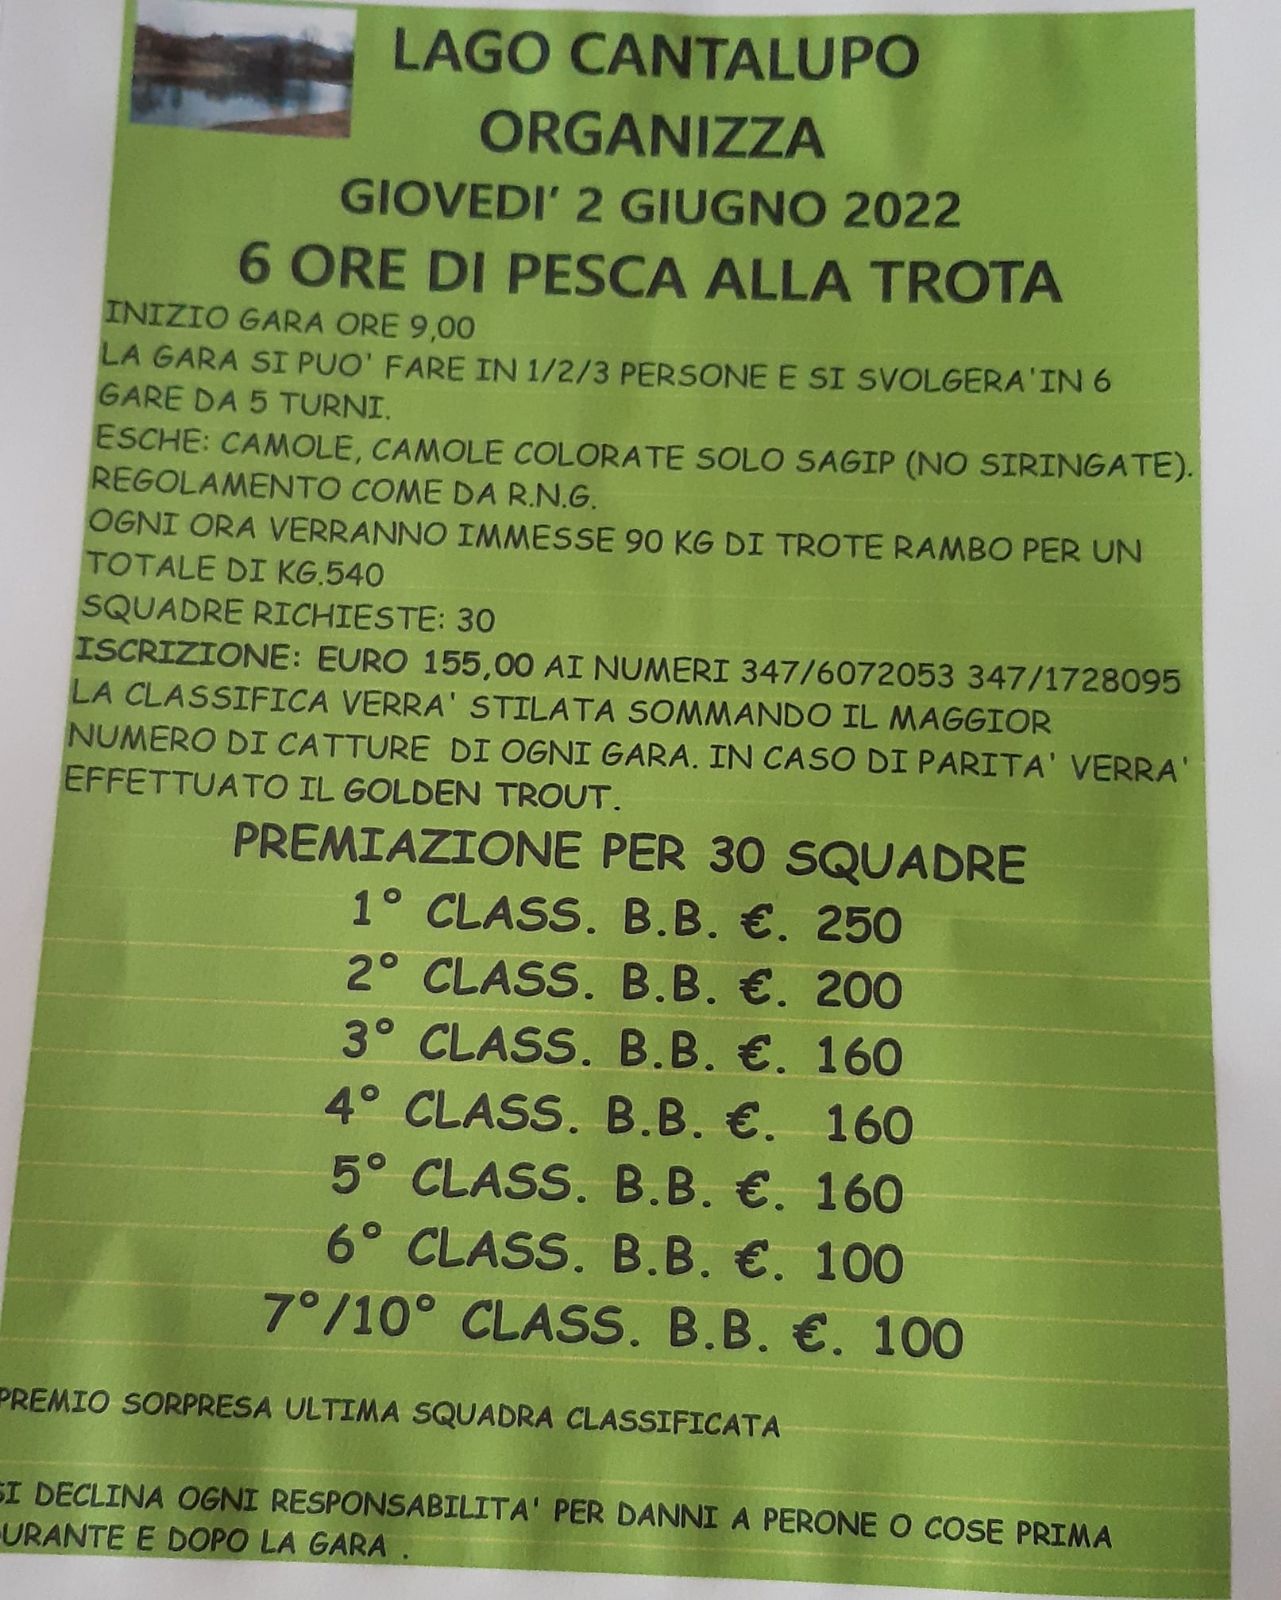 LAGO CANTALUPO
ORGANIZZA
GIOVEDI' 2 GIUGNO 2022
6 ORE DI PESCA ALLA TROTA
INIZIO GARA ORE 9,00
LA GARA SI PUO' FARE IN 1/2/3 PERSONE E SI SVOLGERA'IN 6
GARE DA 5 TURNI.
ESCHE: CAMOLE, CAMOLE COLORATE SOLO SAGIP (NO SIRINGATE).
REGOLAMENTO COME DA R.N.G.
OGNI ORA VERRANNO IMMESSE 90 KG DI TROTE RAMBO PER UN
TOTALE DI KG.540
SQUADRE RICHIESTE: 30
ISCRIZIONE: EURO 155,00 AI NUMERI 347/6072053 347/1728095
LA CLASSIFICA VERRA' STILATA SOMMANDO IL MAGGIOR
NUMERO DI CATTURE DI OGNI GARA. IN CASO DI PARITA' VERRA'
EFFETTUATO IL GOLDEN TROUT.
PREMIAZIONE PER 30 SQUADRE
1° CLASS. B.B. €. 250
2° CLASS. B.B. €. 200
3° CLASS. B.B. €. 160
4° CLASS. B.B. €. 160
5° CLASS. B.B. €. 160
6° CLASS. B.B. €. 100
7°/10° CLASS. B.B. €. 100
PREMIO SORPRESA ULTIMA SQUADRA CLASSIFICATA
SI DECLINA OGNI RESPONSABILITA' PER DANNI A PERONE O COSE PRIMA
URANTE E DOPO LA GARA .